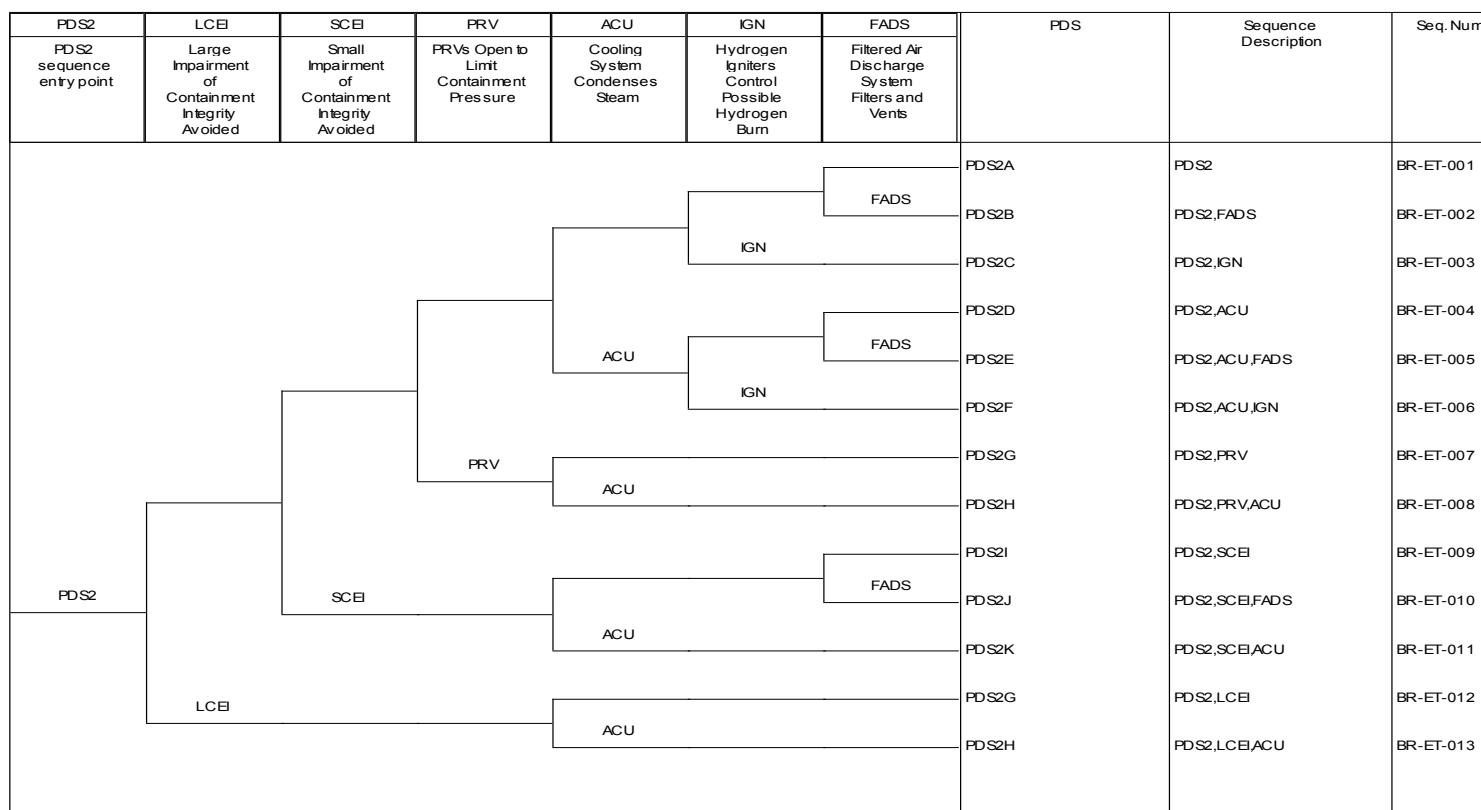 PDS2 LCEI SCEI PRV ACU IGN FADS PDS Sequence Description Seq. Num
PDS2
sequence
entry point
Large
Impairment
of
Containment
Integrity
Avoided
Small
Impairment
of
Containment
Integrity
Avoided
PRVs Open to
Limit
Containment
Pressure
Cooling
System
Condenses
Steam
Hydrogen
Igniters
Control
Possible
Hydrogen
Burn
Filtered Air
Discharge
System
Filters and
Vents
PDS2A PDS2 BR-ET-001
FADS
PDS2B PDS2,FADS BR-ET-002
IGN
PDS2C PDS2,IGN BR-ET-003
PDS2D PDS2,ACU BR-ET-004
ACU FADS
PDS2E PDS2,ACU,FADS BR-ET-005
IGN
PDS2F PDS2,ACU,IGN BR-ET-006
PRV PDS2G PDS2,PRV BR-ET-007
ACU
PDS2H PDS2,PRV,ACU BR-ET-008
PDS2I PDS2,SCEI BR-ET-009
PDS2 SCEI FADS
PDS2J PDS2,SCEI,FADS BR-ET-010
ACU
PDS2K PDS2,SCEI,ACU BR-ET-011
LCEI PDS2G PDS2,LCEI BR-ET-012
ACU
PDS2H PDS2,LCEI,ACU BR-ET-013